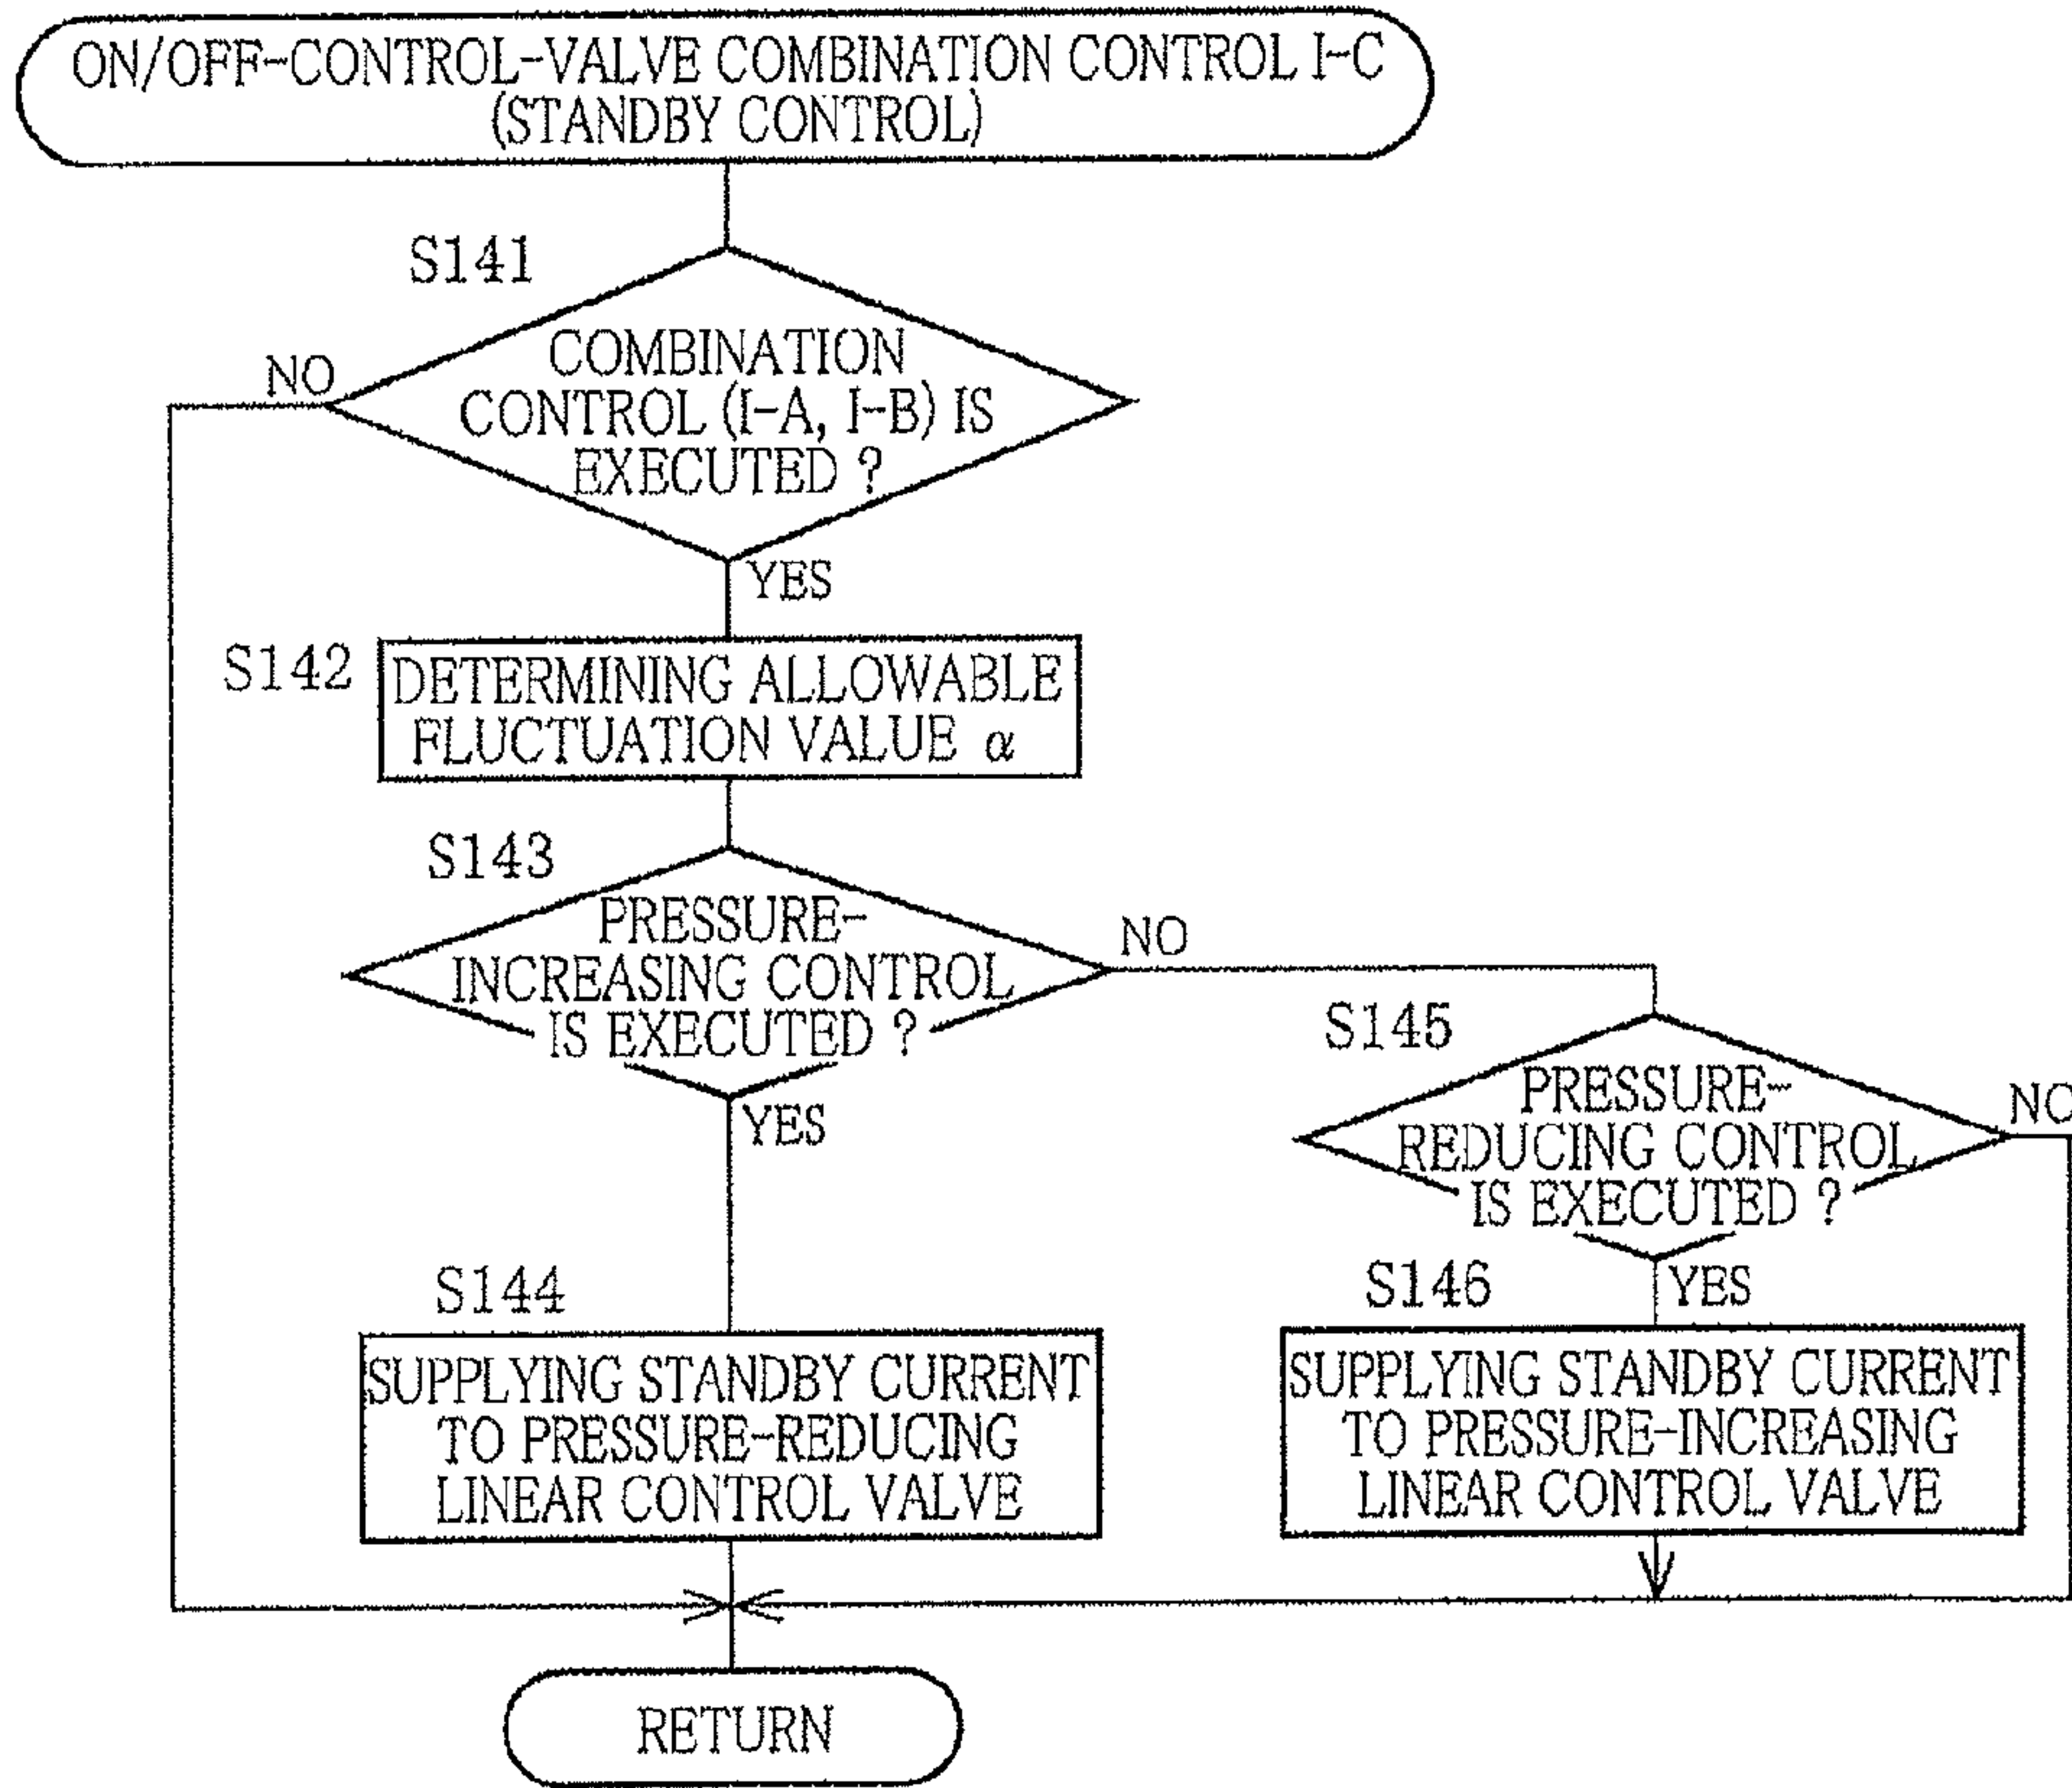 ON/OFF-CONTROL-VALVE COMBINATION CONTROL I-C
(STANDBY CONTROL)
S141
COMBINATION
CONTROL (I-A, I-B) IS
EXECUTED ?
NO
YES
S142
DETERMINING ALLOWABLE
FLUCTUATION VALUE α
S143
PRESSURE-
INCREASING CONTROL
IS EXECUTED ?
NO
YES
S145
PRESSURE-
REDUCING CONTROL
IS EXECUTED ?
NO
YES
S144
SUPPLYING STANDBY CURRENT
TO PRESSURE-REDUCING
LINEAR CONTROL VALVE
S146
SUPPLYING STANDBY CURRENT
TO PRESSURE-INCREASING
LINEAR CONTROL VALVE
RETURN